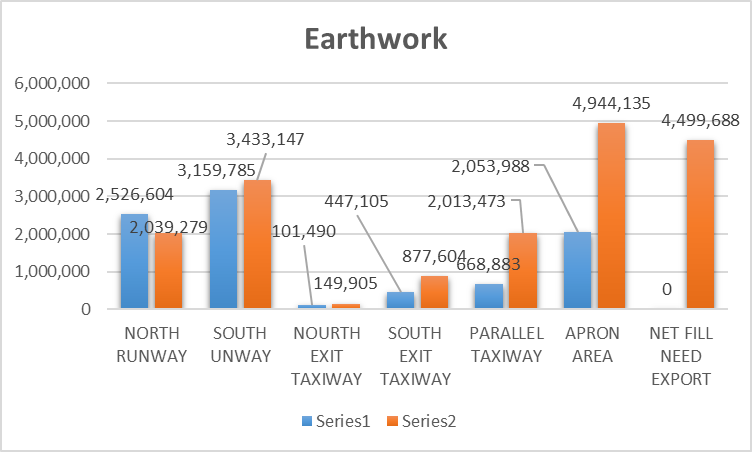 Earthwork
6,000,000
5,000,000
4,000,000
3,000,000
2,000,000
1,000,000
0
2,526,604
2,039,279
3,159,785
3,433,147
101,490
149,905
447,105
877,604
668,883
2,013,473
2,053,988
4,944,135
0
4,499,688
NORTH
RUNWAY
SOUTH
UNWAY
NOURTH
EXIT
TAXIWAY
SOUTH
EXIT
TAXIWAY
PARALLEL
TAXIWAY
APRON
AREA
NET FILL
NEED
EXPORT
Series1
Series2